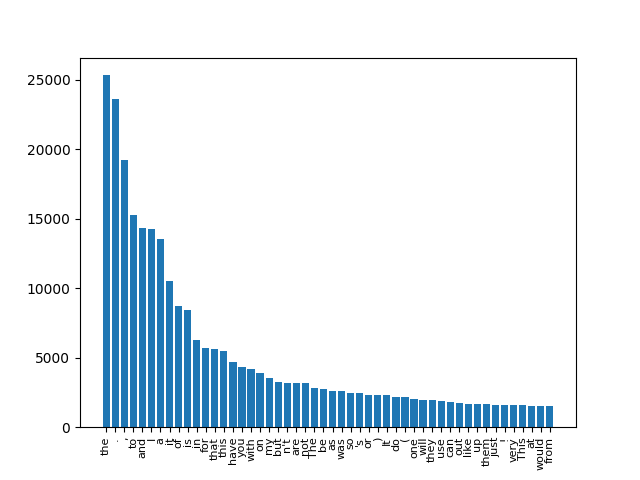 25000
20000
15000
10000
5000
0
the
.
,
to
and
I
a
it
of
is
in
for
that
this
have
you
with
on
my
but
n't
are
not
The
be
as
was
so
's
or
)
It
do
(
one
will
they
use
can
out
like
up
them
just
!
very
This
at
would
from